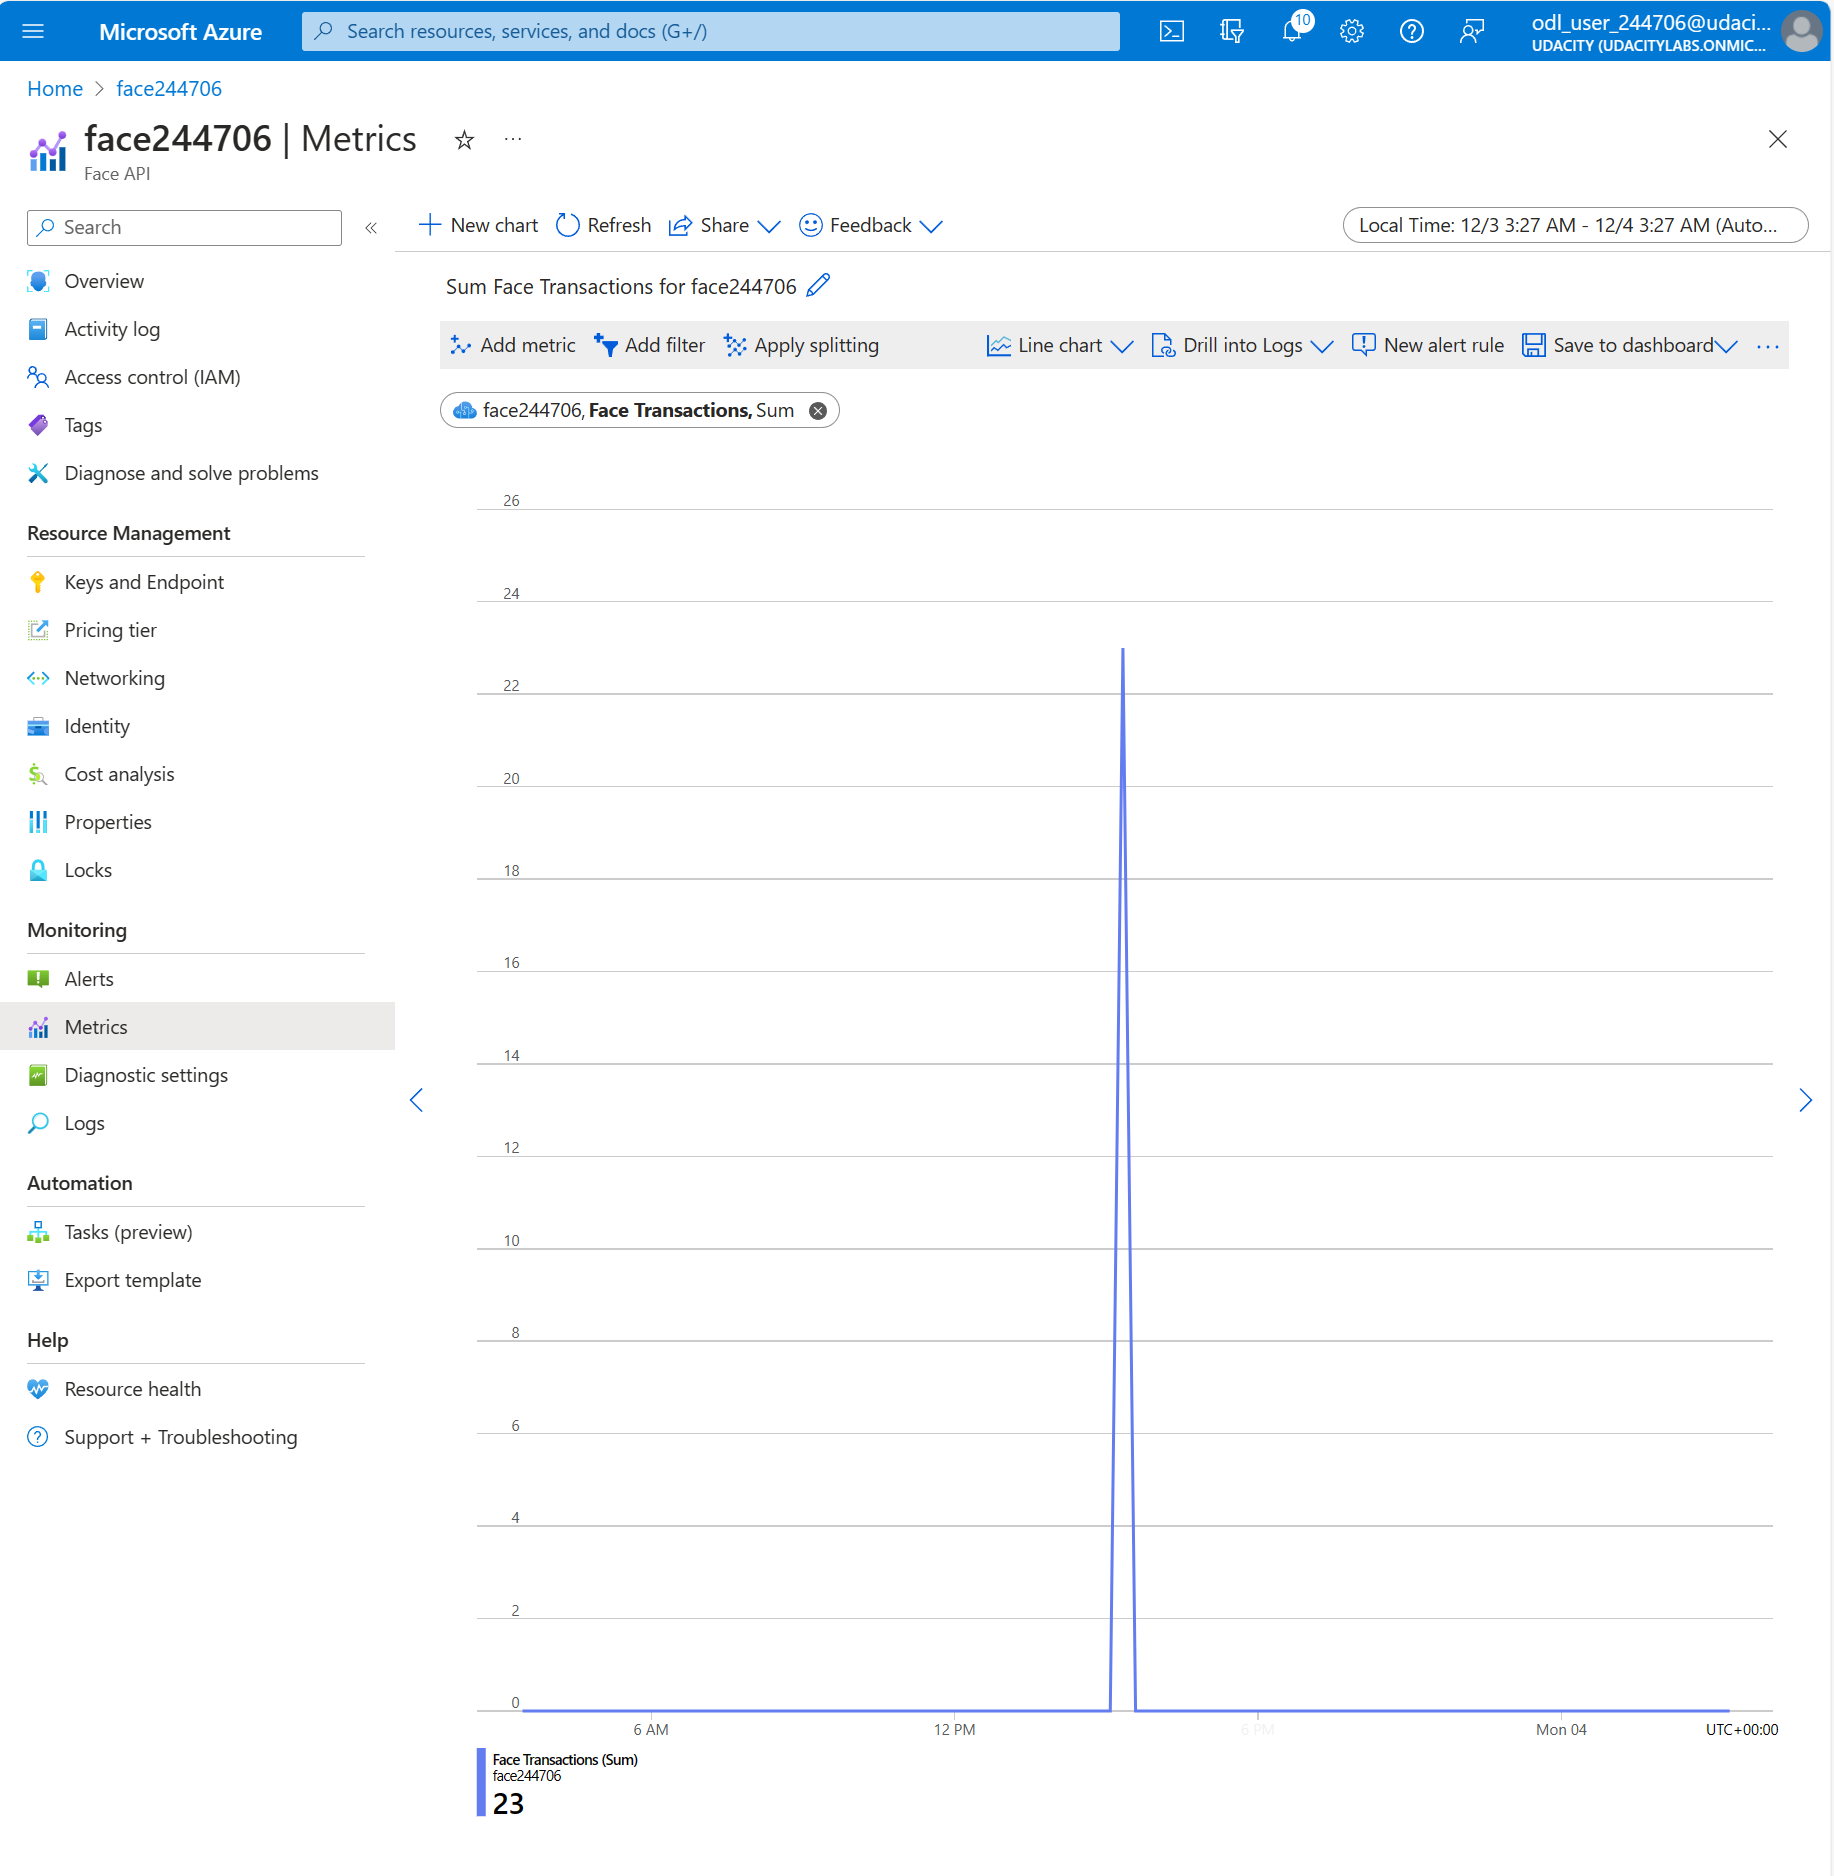 Microsoft Azure
Search resources, services, and docs (G+/)
10
odl_user_244706@udaci...
UDACITY (UDACITYLABS.ONMIC...
Home > face244706
face244706 | Metrics
...
Face API
Search
«
New chart
Refresh
Share
Feedback
Local Time: 12/3 3:27 AM - 12/4 3:27 AM (Auto...
Overview
Activity log
Access control (IAM)
Tags
Diagnose and solve problems
Resource Management
Keys and Endpoint
Pricing tier
Networking
Identity
Cost analysis
Properties
Locks
Monitoring
Alerts
Metrics
Diagnostic settings
Logs
Automation
Tasks (preview)
Export template
Help
Resource health
Support + Troubleshooting
Sum Face Transactions for face244706
Add metric
Add filter
Apply splitting
Line chart
Drill into Logs
New alert rule
Save to dashboard
...
face244706, Face Transactions, Sum
26
24
22
20
18
16
14
12
10
8
6
4
2
0
6 AM
12 PM
6 PM
Mon 04
UTC+00:00
Face Transactions (Sum)
face244706
23